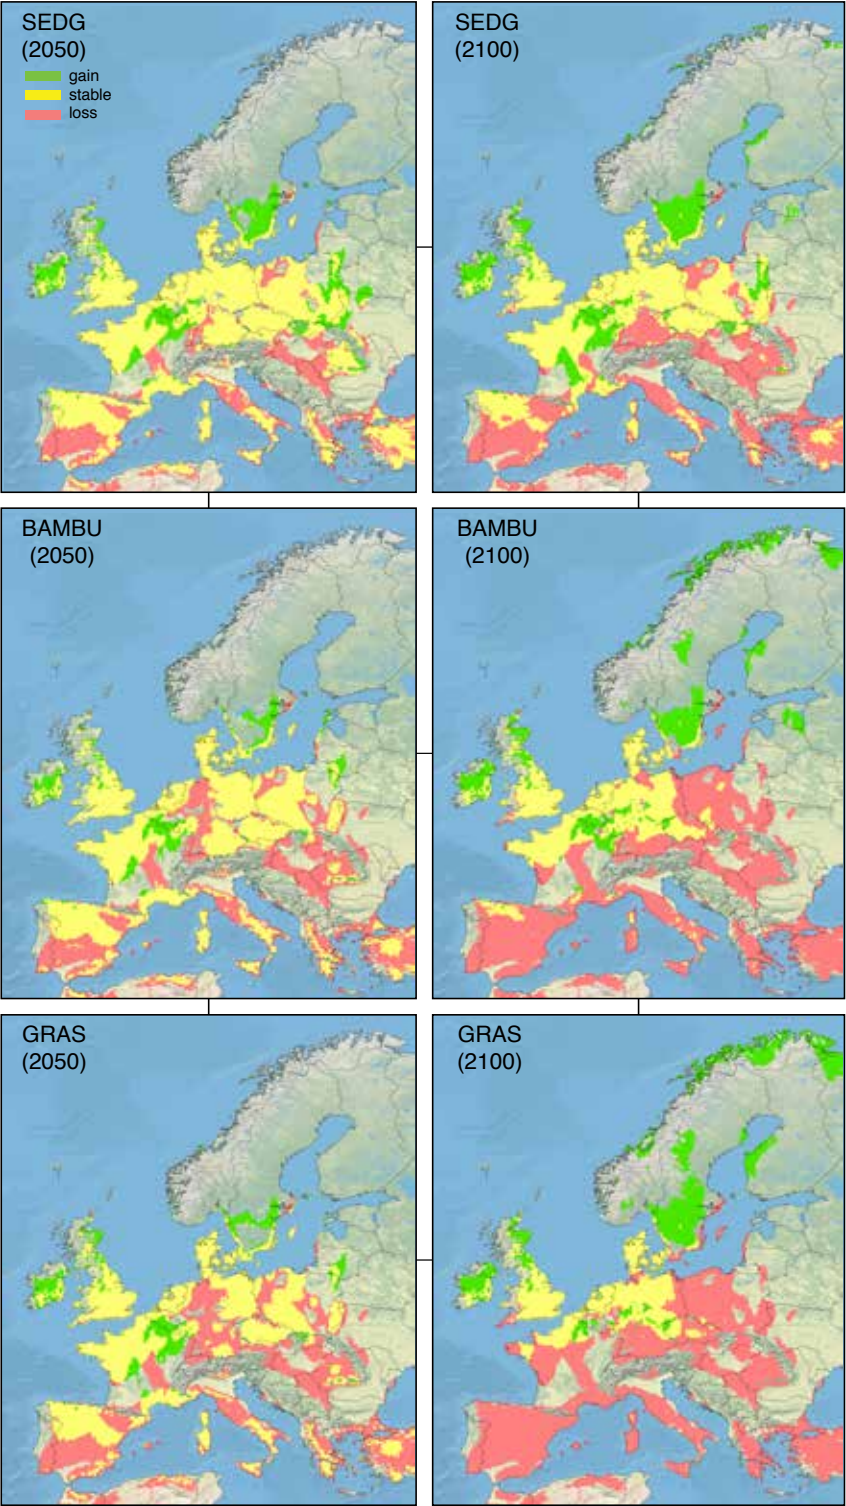 SEDG
(2050)
gain
stable
loss
SEDG
(2100)
BAMBU
(2050)
BAMBU
(2100)
GRAS
(2050)
GRAS
(2100)